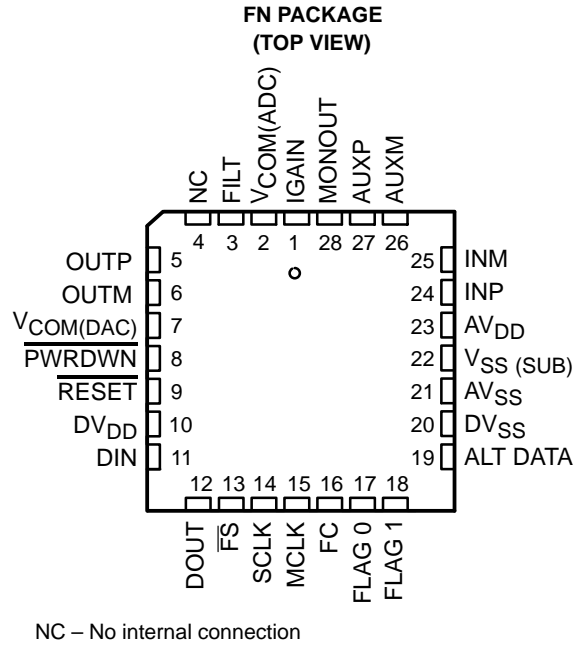 FN PACKAGE
(TOP VIEW)
NC
FILT
VCOM(ADC)
IGAIN
MONOUT
AUXP
AUXM
4 3 2 1 28 27 26
OUTP 5
OUTM 6
VCOM(DAC) 7
PWRDWN 8
RESET 9
DVDD 10
DIN 11
25 INM
24 INP
23 AVDD
22 VSS (SUB)
21 AVSS
20 DVSS
19 ALT DATA
12 13 14 15 16 17 18
DOUT
FS
SCLK
MCLK
FC
FLAG 0
FLAG 1
NC – No internal connection